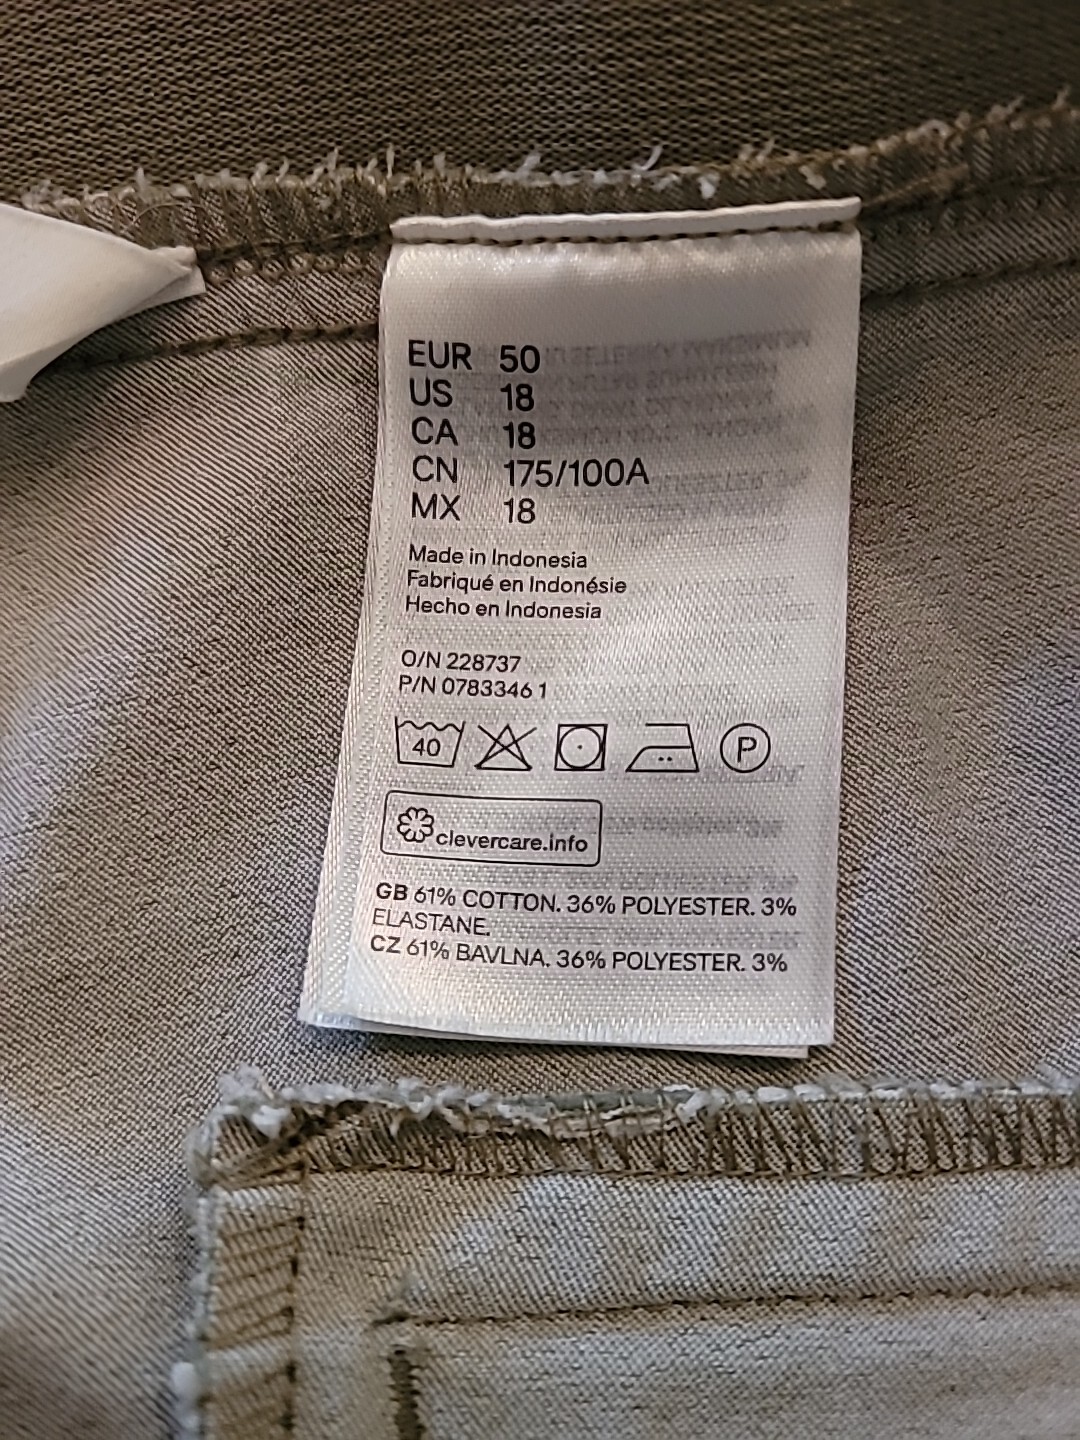 EUR 50
US 18
CA 18
CN 175/100A
MX 18
Made in Indonesia
Fabriqué en Indonésie
Hecho en Indonesia
O/N 228737
P/N 0783346 1
40
P
clevercare.info
GB 61% COTTON. 36% POLYESTER. 3%
ELASTANE.
CZ 61% BAVLNA. 36% POLYESTER. 3%